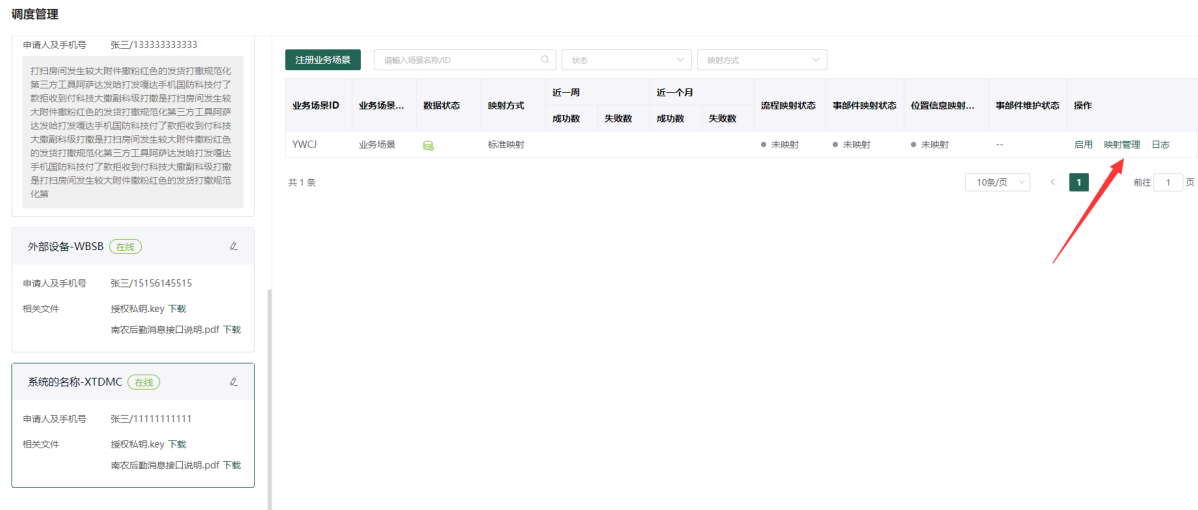 调度管理
申请人及手机号 张三/133333333333
打扫房间发生较大附件撒粉红色的发货打撒规范化
第三方工具阿萨达发哈打发嘎达手机国防科技付了
款拒收到付科技大撒副科级打撒是打扫房间发生较
大附件撒粉红色的发货打撒规范化第三方工具阿萨
达发哈打发嘎达手机国防科技付了款拒收到付科技
大撒副科级打撒是打扫房间发生较大附件撒粉红色
的发货打撒规范化第三方工具阿萨达发哈打发嘎达
手机国防科技付了款拒收到付科技大撒副科级打撒
是打扫房间发生较大附件撒粉红色的发货打撒规范
化第
外部设备-WBSB 在线
申请人及手机号 张三/15156145515
相关文件 授权私钥.key 下载
南农后勤消息接口说明.pdf 下载
系统的名称-XTDMC 在线
申请人及手机号 张三/11111111111
相关文件 授权私钥.key 下载
南农后勤消息接口说明.pdf 下载
注册业务场景 请输入场景名称/ID 状态 映射方式
业务场景ID 业务场景... 数据状态 映射方式 近一周 近一个月 流程映射状态 事部件映射状态 位置信息映射... 事部件维护状态 操作
成功数 失败数 成功数 失败数
YWCJ 业务场景 标准映射 未映射 未映射 未映射 -- 启用 映射管理 日志
共 1 条 10条/页 1 前往 1 页